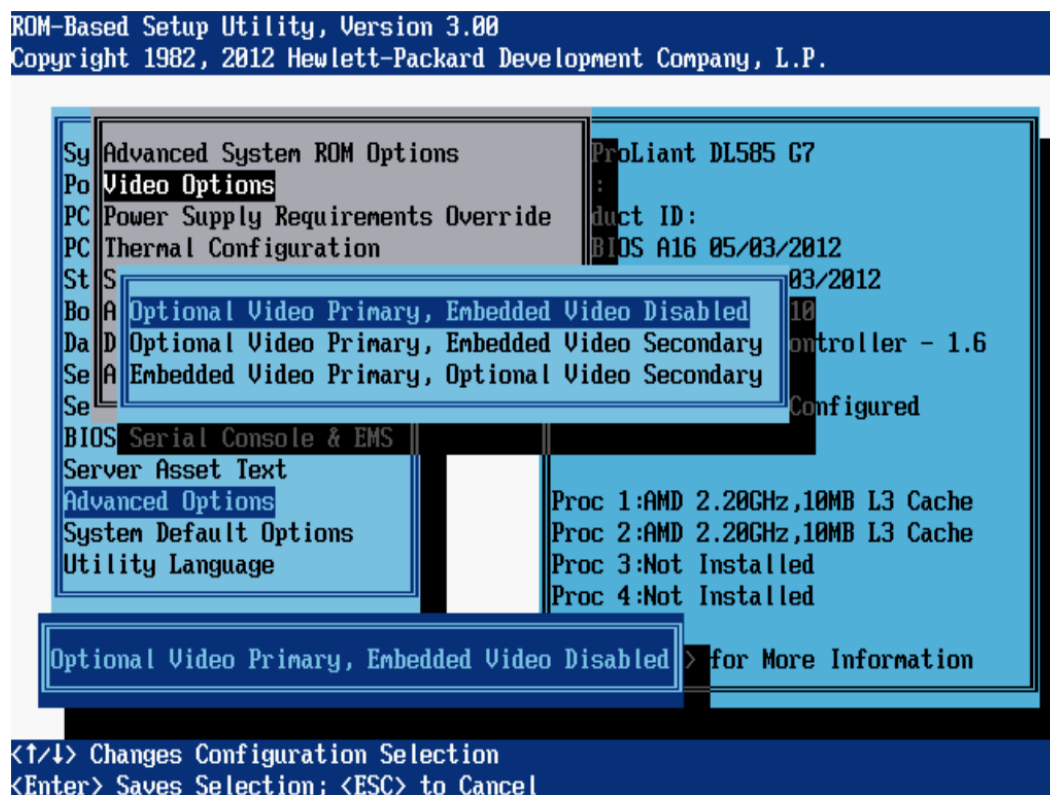 ROM-Based Setup Utility, Version 3.00
Copyright 1982, 2012 Hewlett-Packard Development Company, L.P.
Sy
Po
PC
PC
St
Bo
Da
Se
Se
BIOS Serial Console & EMS
Server Asset Text
Advanced Options
System Default Options
Utility Language
Advanced System ROM Options
Video Options
Power Supply Requirements Override
Thermal Configuration
S
A
D
A
Optional Video Primary, Embedded Video Disabled
Optional Video Primary, Embedded Video Secondary
Embedded Video Primary, Optional Video Secondary
ProLiant DL585 G7
:
duct ID:
BIOS A16 05/03/2012
03/2012
10
ontroller - 1.6
Configured
Proc 1:AMD 2.20GHz,10MB L3 Cache
Proc 2:AMD 2.20GHz,10MB L3 Cache
Proc 3:Not Installed
Proc 4:Not Installed
> for More Information
Optional Video Primary, Embedded Video Disabled
<↑/↓> Changes Configuration Selection
<Enter> Saves Selection; <ESC> to Cancel